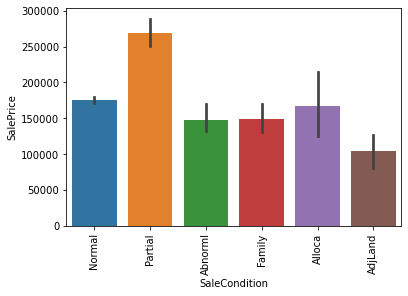 300000
250000
200000
150000
100000
50000
0
SalePrice
Normal
Partial
Abnorml
Family
Alloca
AdjLand
SaleCondition